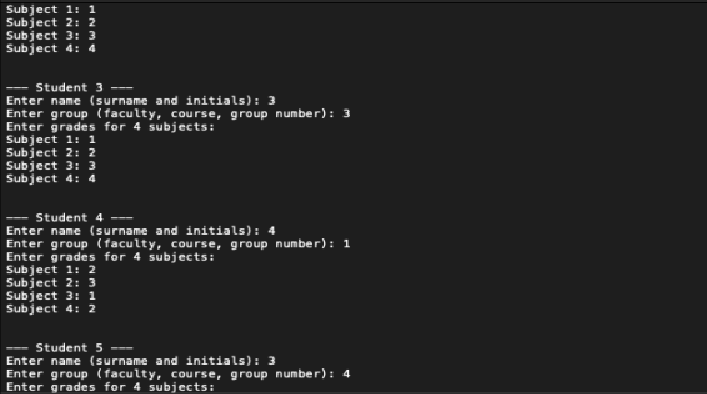 Subject 1: 1
Subject 2: 2
Subject 3: 3
Subject 4: 4
——— Student 3 ———
Enter name (surname and initials): 3
Enter group (faculty, course, group number): 3
Enter grades for 4 subjects:
Subject 1: 1
Subject 2: 2
Subject 3: 3
Subject 4: 4
——— Student 4 ———
Enter name (surname and initials): 4
Enter group (faculty, course, group number): 1
Enter grades for 4 subjects:
Subject 1: 2
Subject 2: 3
Subject 3: 1
Subject 4: 2
——— Student 5 ———
Enter name (surname and initials): 3
Enter group (faculty, course, group number): 4
Enter grades for 4 subjects: